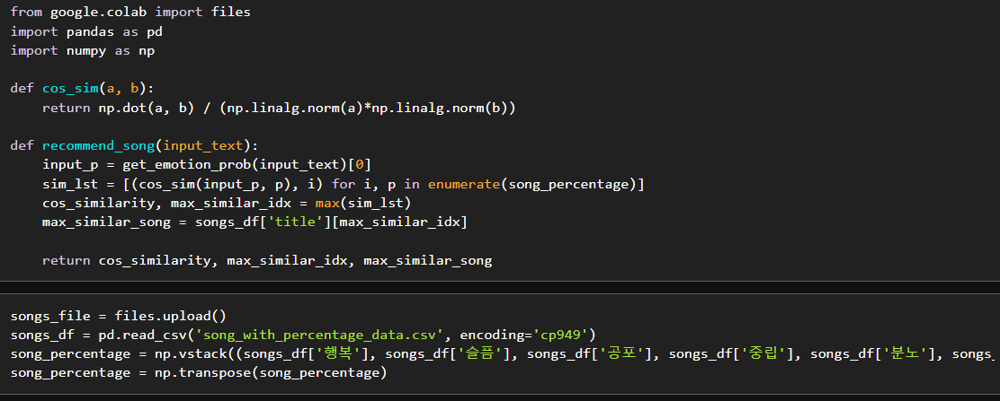 from google.colab import files
import pandas as pd
import numpy as np
def cos_sim(a, b):
    return np.dot(a, b) / (np.linalg.norm(a)*np.linalg.norm(b))
def recommend_song(input_text):
    input_p = get_emotion_prob(input_text)[0]
    sim_lst = [(cos_sim(input_p, p), i) for i, p in enumerate(song_percentage)]
    cos_similarity, max_similar_idx = max(sim_lst)
    max_similar_song = songs_df['title'][max_similar_idx]
    return cos_similarity, max_similar_idx, max_similar_song
songs_file = files.upload()
songs_df = pd.read_csv('song_with_percentage_data.csv', encoding='cp949')
song_percentage = np.vstack((songs_df['행복'], songs_df['슬픔'], songs_df['공포'], songs_df['중립'], songs_df['분노'], songs_
song_percentage = np.transpose(song_percentage)